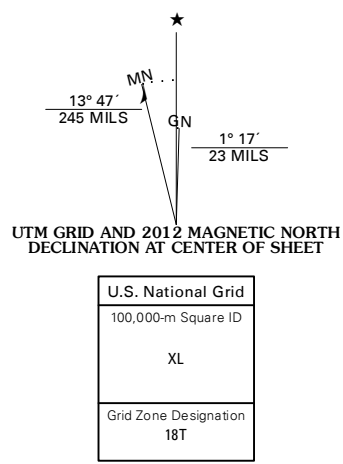 ★
MN
13° 47´
245 MILS
GN
1° 17´
23 MILS
UTM GRID AND 2012 MAGNETIC NORTH
DECLINATION AT CENTER OF SHEET
U.S. National Grid
100,000-m Square ID
XL
Grid Zone Designation
18T